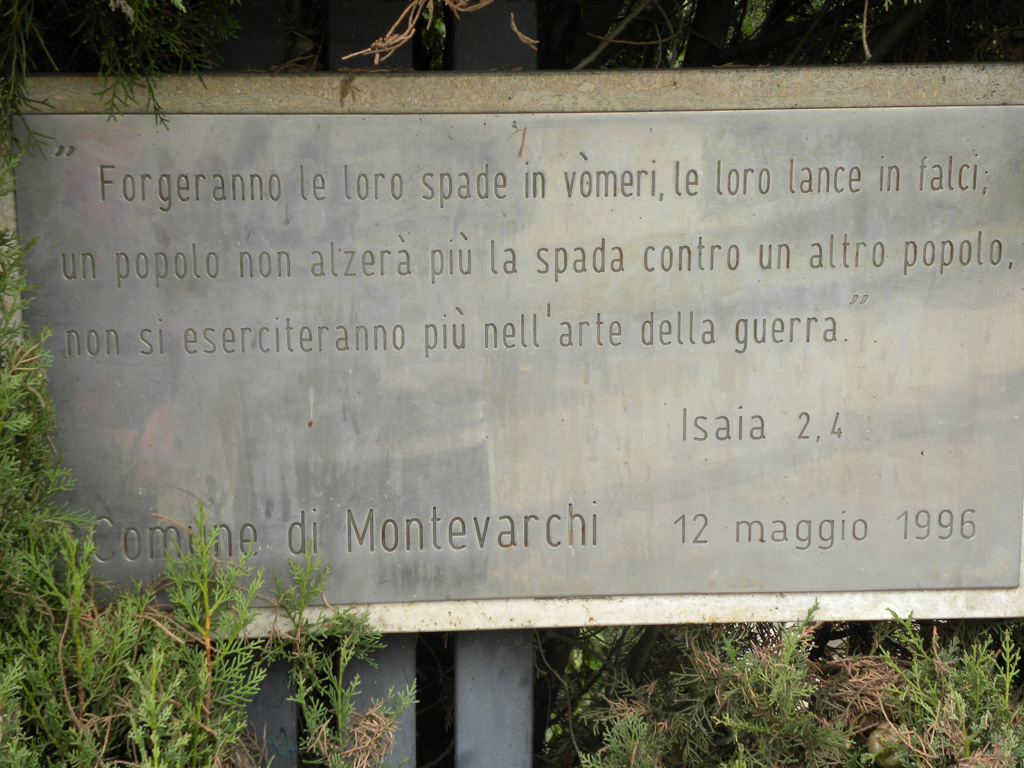 " Forgeranno le loro spade in vòmeri, le loro lance in falci;
un popolo non alzerà più la spada contro un altro popolo,
non si eserciteranno più nell'arte della guerra."
Isaia 2,4
Comune di Montevarchi 12 maggio 1996